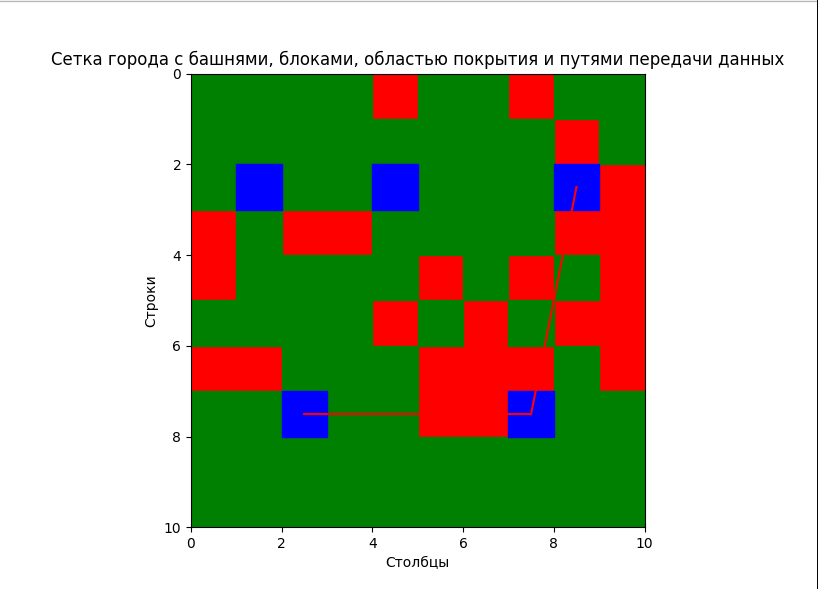 Сетка города с башнями, блоками, областью покрытия и путями передачи данных
0
2
4
6
8
10
Строки
0 2 4 6 8 10
Столбцы